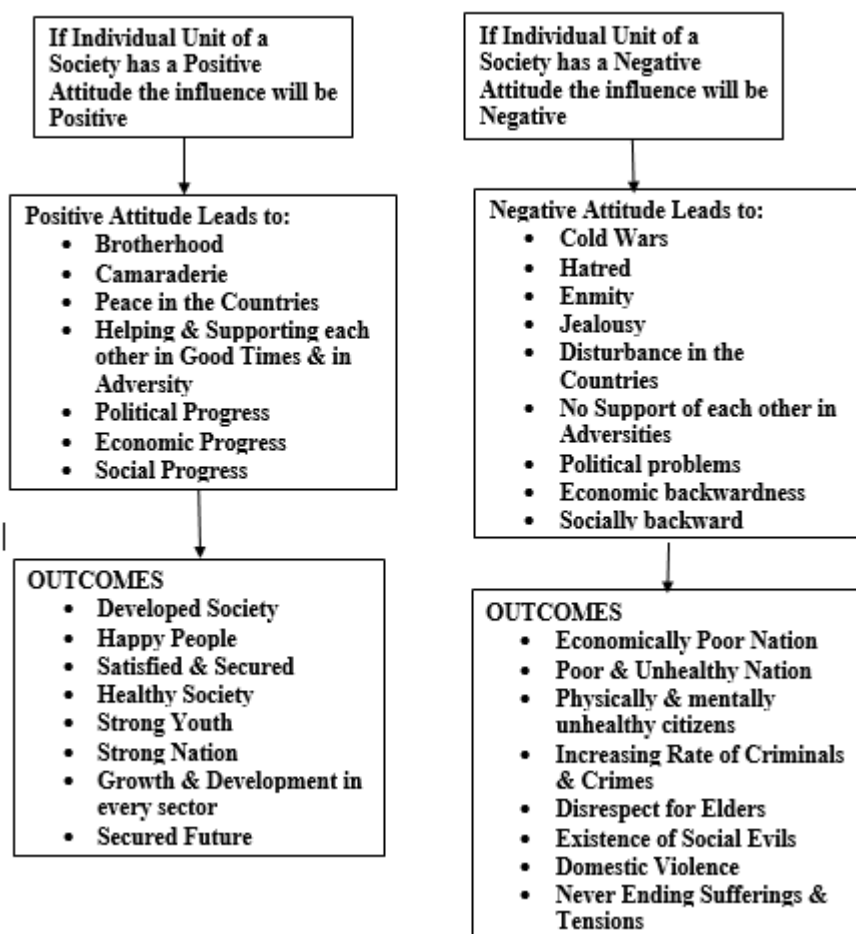 If Individual Unit of a
Society has a Positive
Attitude the influence will be
Positive
Positive Attitude Leads to:
• Brotherhood
• Camaraderie
• Peace in the Countries
• Helping & Supporting each
other in Good Times & in
Adversity
• Political Progress
• Economic Progress
• Social Progress
OUTCOMES
• Developed Society
• Happy People
• Satisfied & Secured
• Healthy Society
• Strong Youth
• Strong Nation
• Growth & Development in
every sector
• Secured Future
If Individual Unit of a
Society has a Negative
Attitude the influence will be
Negative
Negative Attitude Leads to:
• Cold Wars
• Hatred
• Enmity
• Jealousy
• Disturbance in the
Countries
• No Support of each other in
Adversities
• Political problems
• Economic backwardness
• Socially backward
OUTCOMES
• Economically Poor Nation
• Poor & Unhealthy Nation
• Physically & mentally
unhealthy citizens
• Increasing Rate of Criminals
& Crimes
• Disrespect for Elders
• Existence of Social Evils
• Domestic Violence
• Never Ending Sufferings &
Tensions